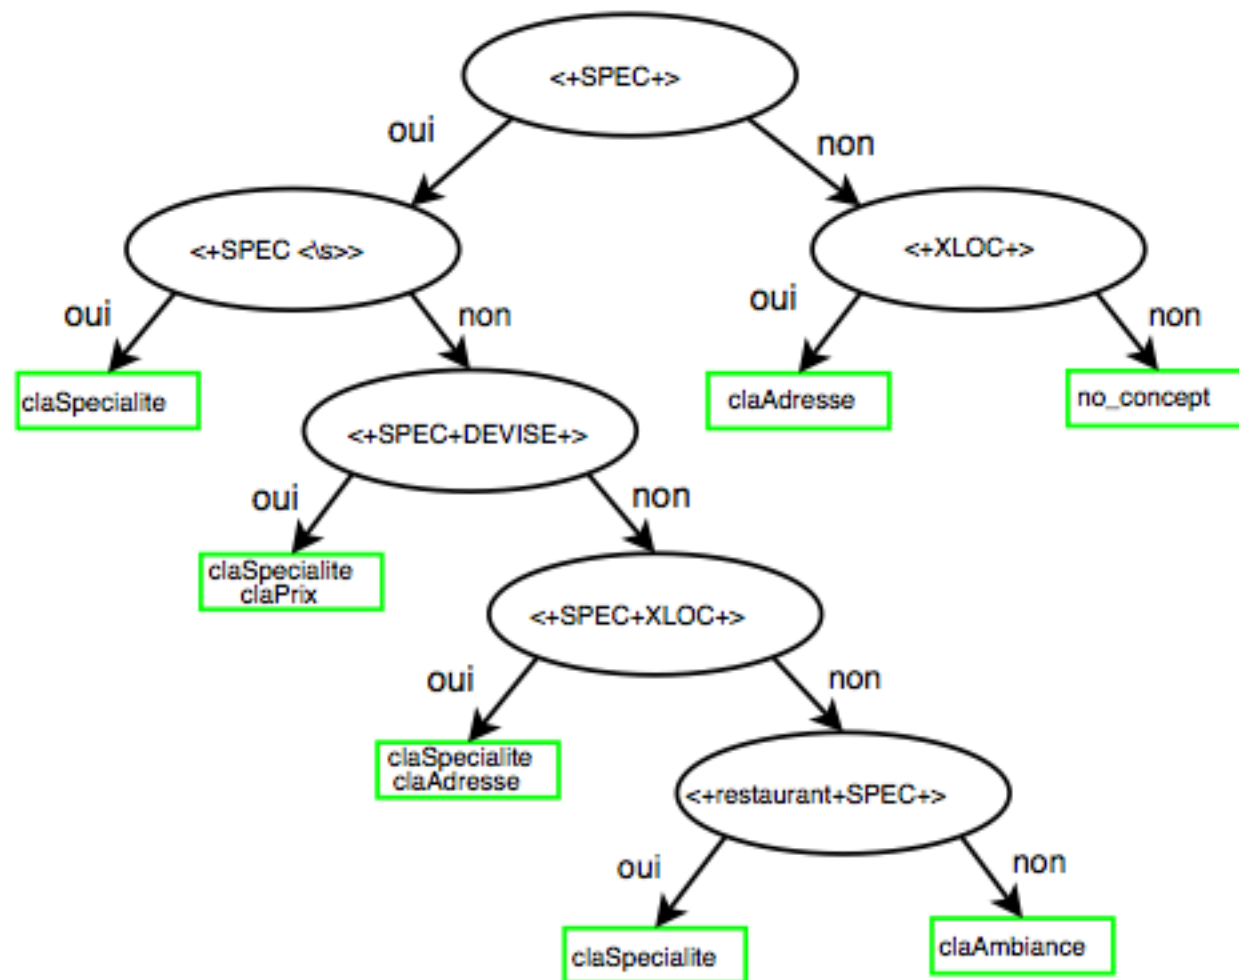 <+SPEC+>
oui
non
<+SPEC <\s>>
<+XLOC+>
oui
non
oui
non
claSpecialite
claAdresse
no_concept
<+SPEC+DEVISE+>
oui
non
claSpecialite
claPrix
<+SPEC+XLOC+>
oui
non
claSpecialite
claAdresse
<+restaurant+SPEC+>
oui
non
claSpecialite
claAmbiance